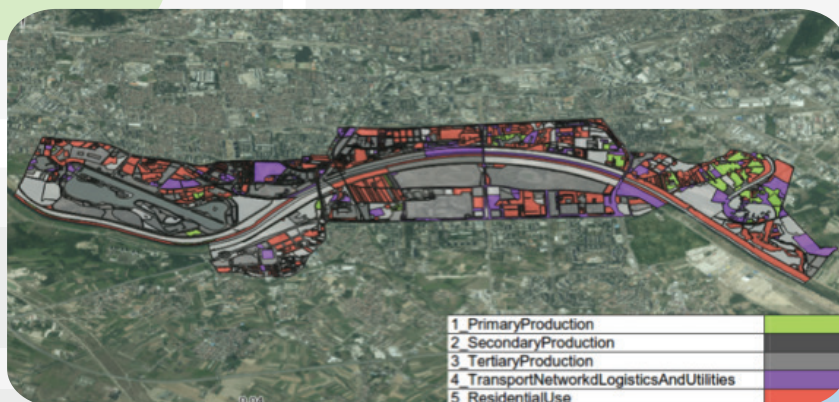 1_PrimaryProduction
2_SecondaryProduction
3_TertiaryProduction
4_TransportNetworkdLogisticsAndUtilities
5_ResidentialUse